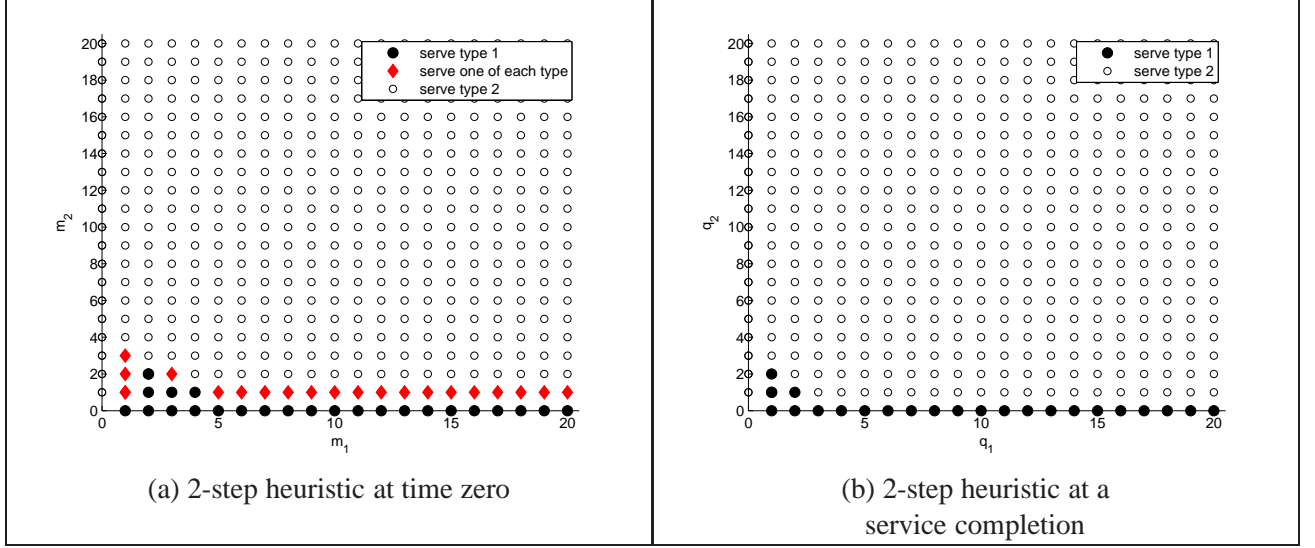 20
18
16
14
12
10
8
6
4
2
0
m2
serve type 1
serve one of each type
serve type 2
0 5 10 15 20
m1
(a) 2-step heuristic at time zero
20
18
16
14
12
10
8
6
4
2
0
q2
serve type 1
serve type 2
0 5 10 15 20
q1
(b) 2-step heuristic at a
service completion